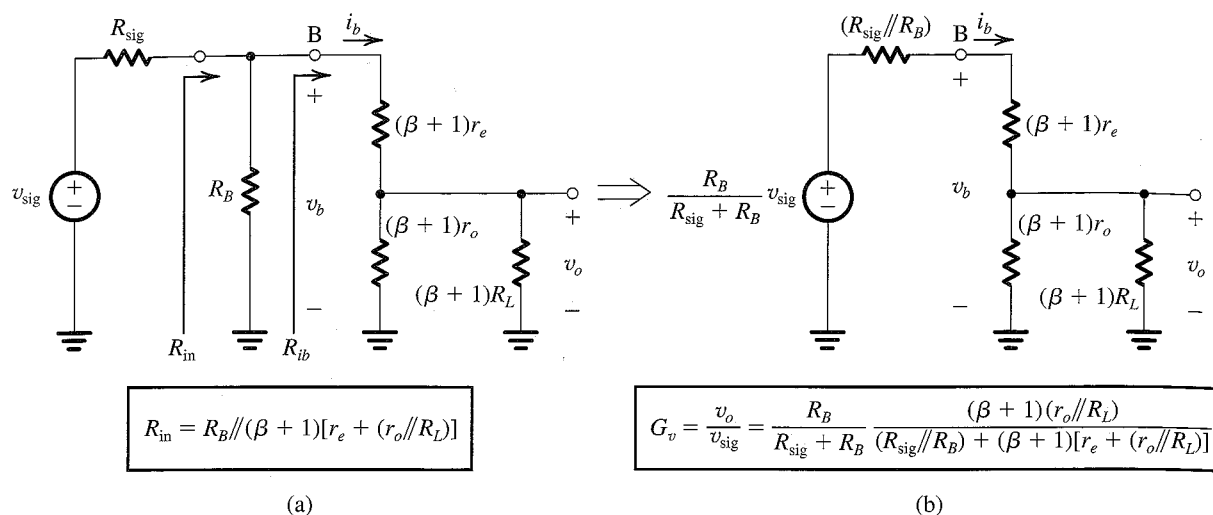 R_sig
B
i_b
+
(β + 1)r_e
v_sig
+
−
R_B
v_b
(β + 1)r_o
(β + 1)R_L
+
v_o
−
−
R_in
R_ib
R_in = R_B//(β + 1)[r_e + (r_o//R_L)]
(a)
(R_sig//R_B)
B
i_b
+
(β + 1)r_e
R_B / (R_sig + R_B) v_sig
+
−
v_b
(β + 1)r_o
(β + 1)R_L
+
v_o
−
−
G_v = v_o / v_sig = R_B / (R_sig + R_B) (β + 1)(r_o//R_L) / ((R_sig//R_B) + (β + 1)[r_e + (r_o//R_L)])
(b)